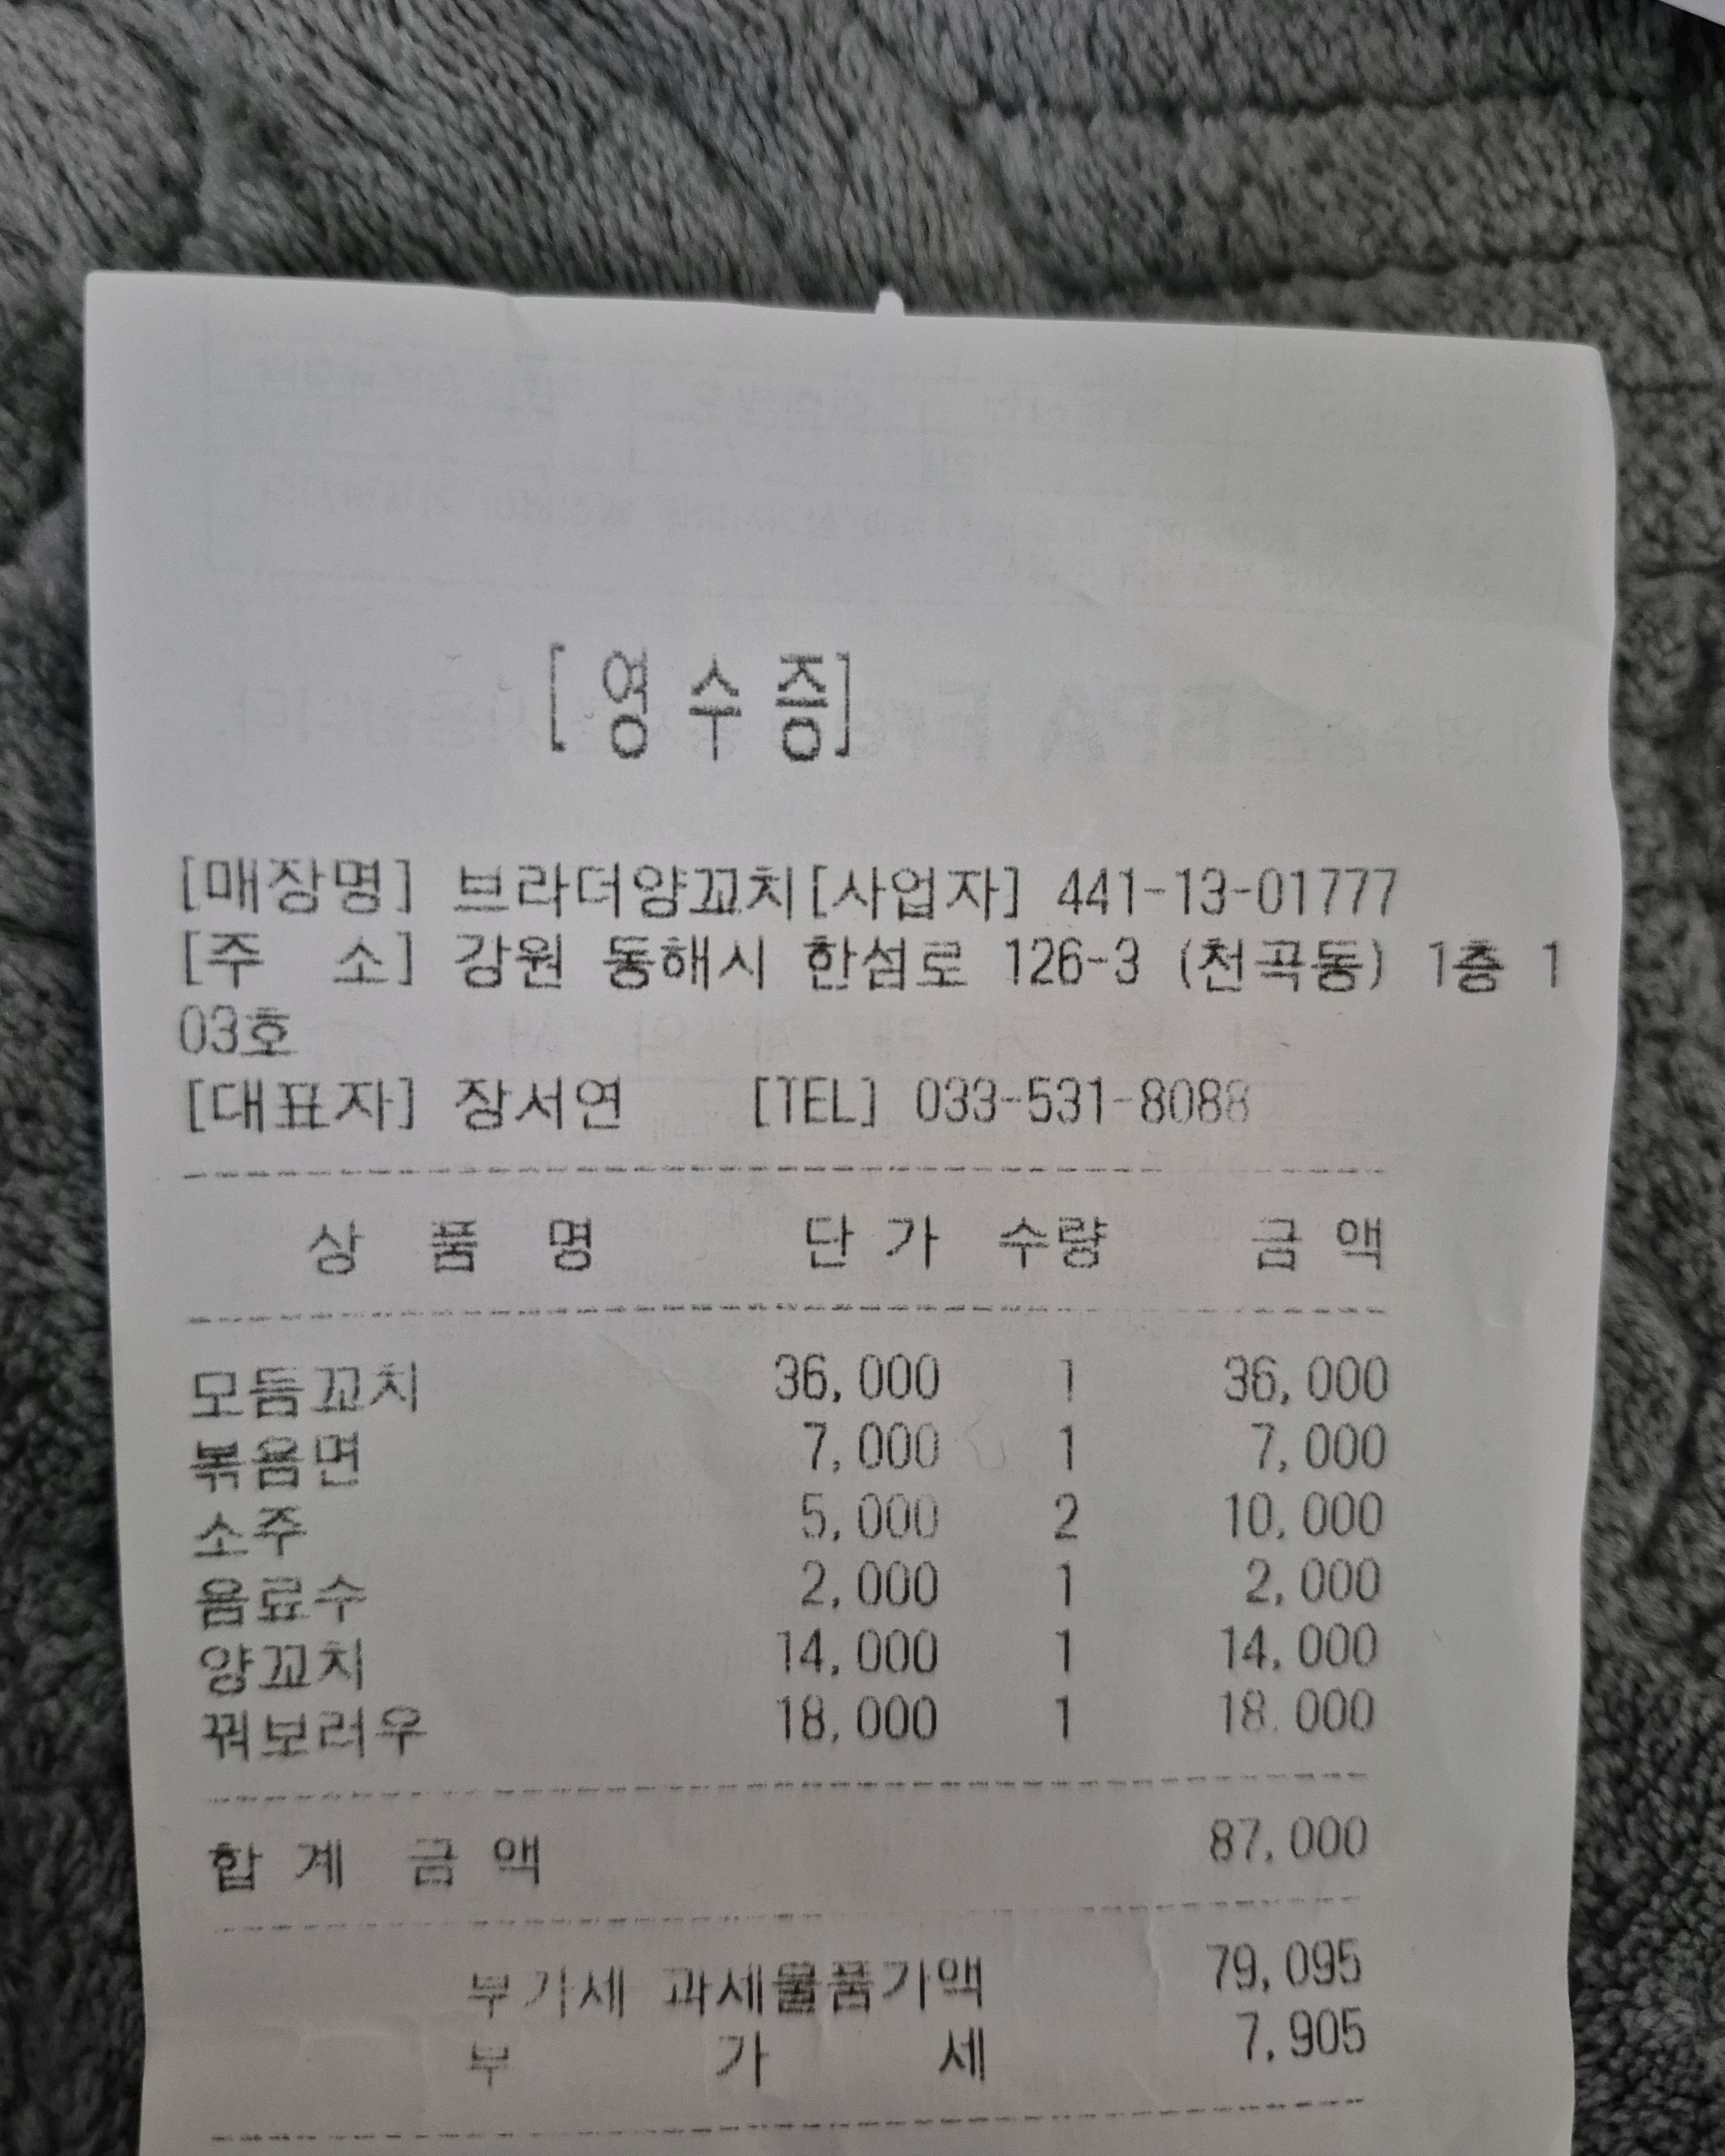 [ 영 수 증]
[매장명] 브라더양꼬치[사업자] 441-13-01777
[주 소] 강원 동해시 한섬로 126-3 (천곡동) 1층 1
03호
[대표자] 장서연 [TEL] 033-531-8088
상 품 명 단 가 수량 금 액
모듬꼬치 36,000 1 36,000
볶음면 7,000 1 7,000
소주 5,000 2 10,000
음료수 2,000 1 2,000
양꼬치 14,000 1 14,000
꿔보러우 18,000 1 18.000
합 계 금 액 87,000
부가세 과세물품가액 79,095
부 가 세 7,905